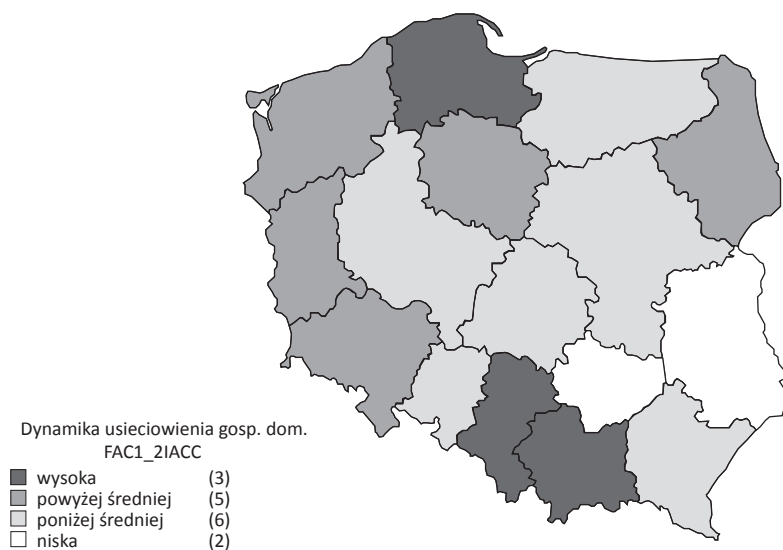 Dynamika usieciowienia gosp. dom.
FAC1_2IACC
wysoka (3)
powyżej średniej (5)
poniżej średniej (6)
niska (2)